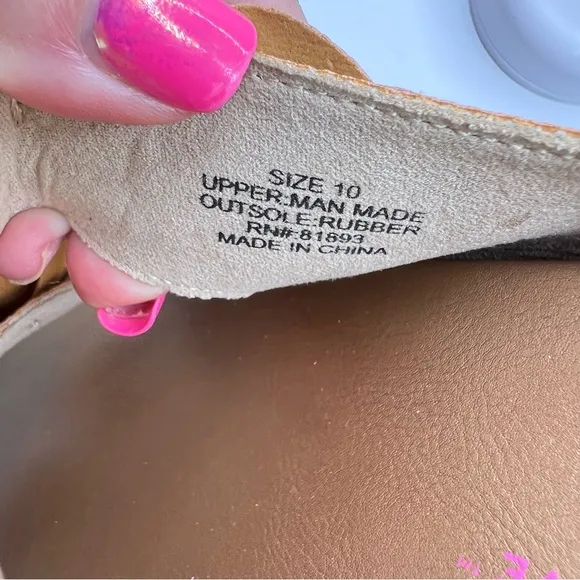 SIZE 10
UPPER:MAN MADE
OUTSOLE:RUBBER
RN#:81893
MADE IN CHINA